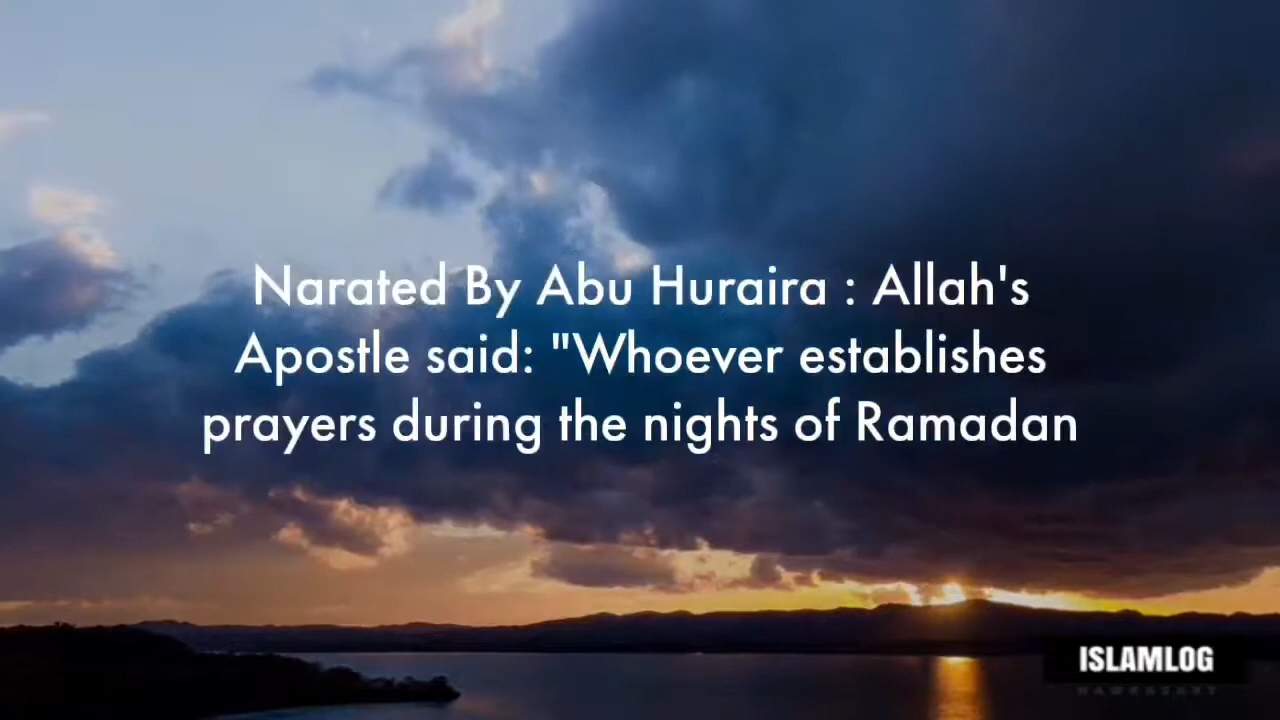 Narated By Abu Huraira : Allah's
Apostle said: "Whoever establishes
prayers during the nights of Ramadan
ISLAMLOG